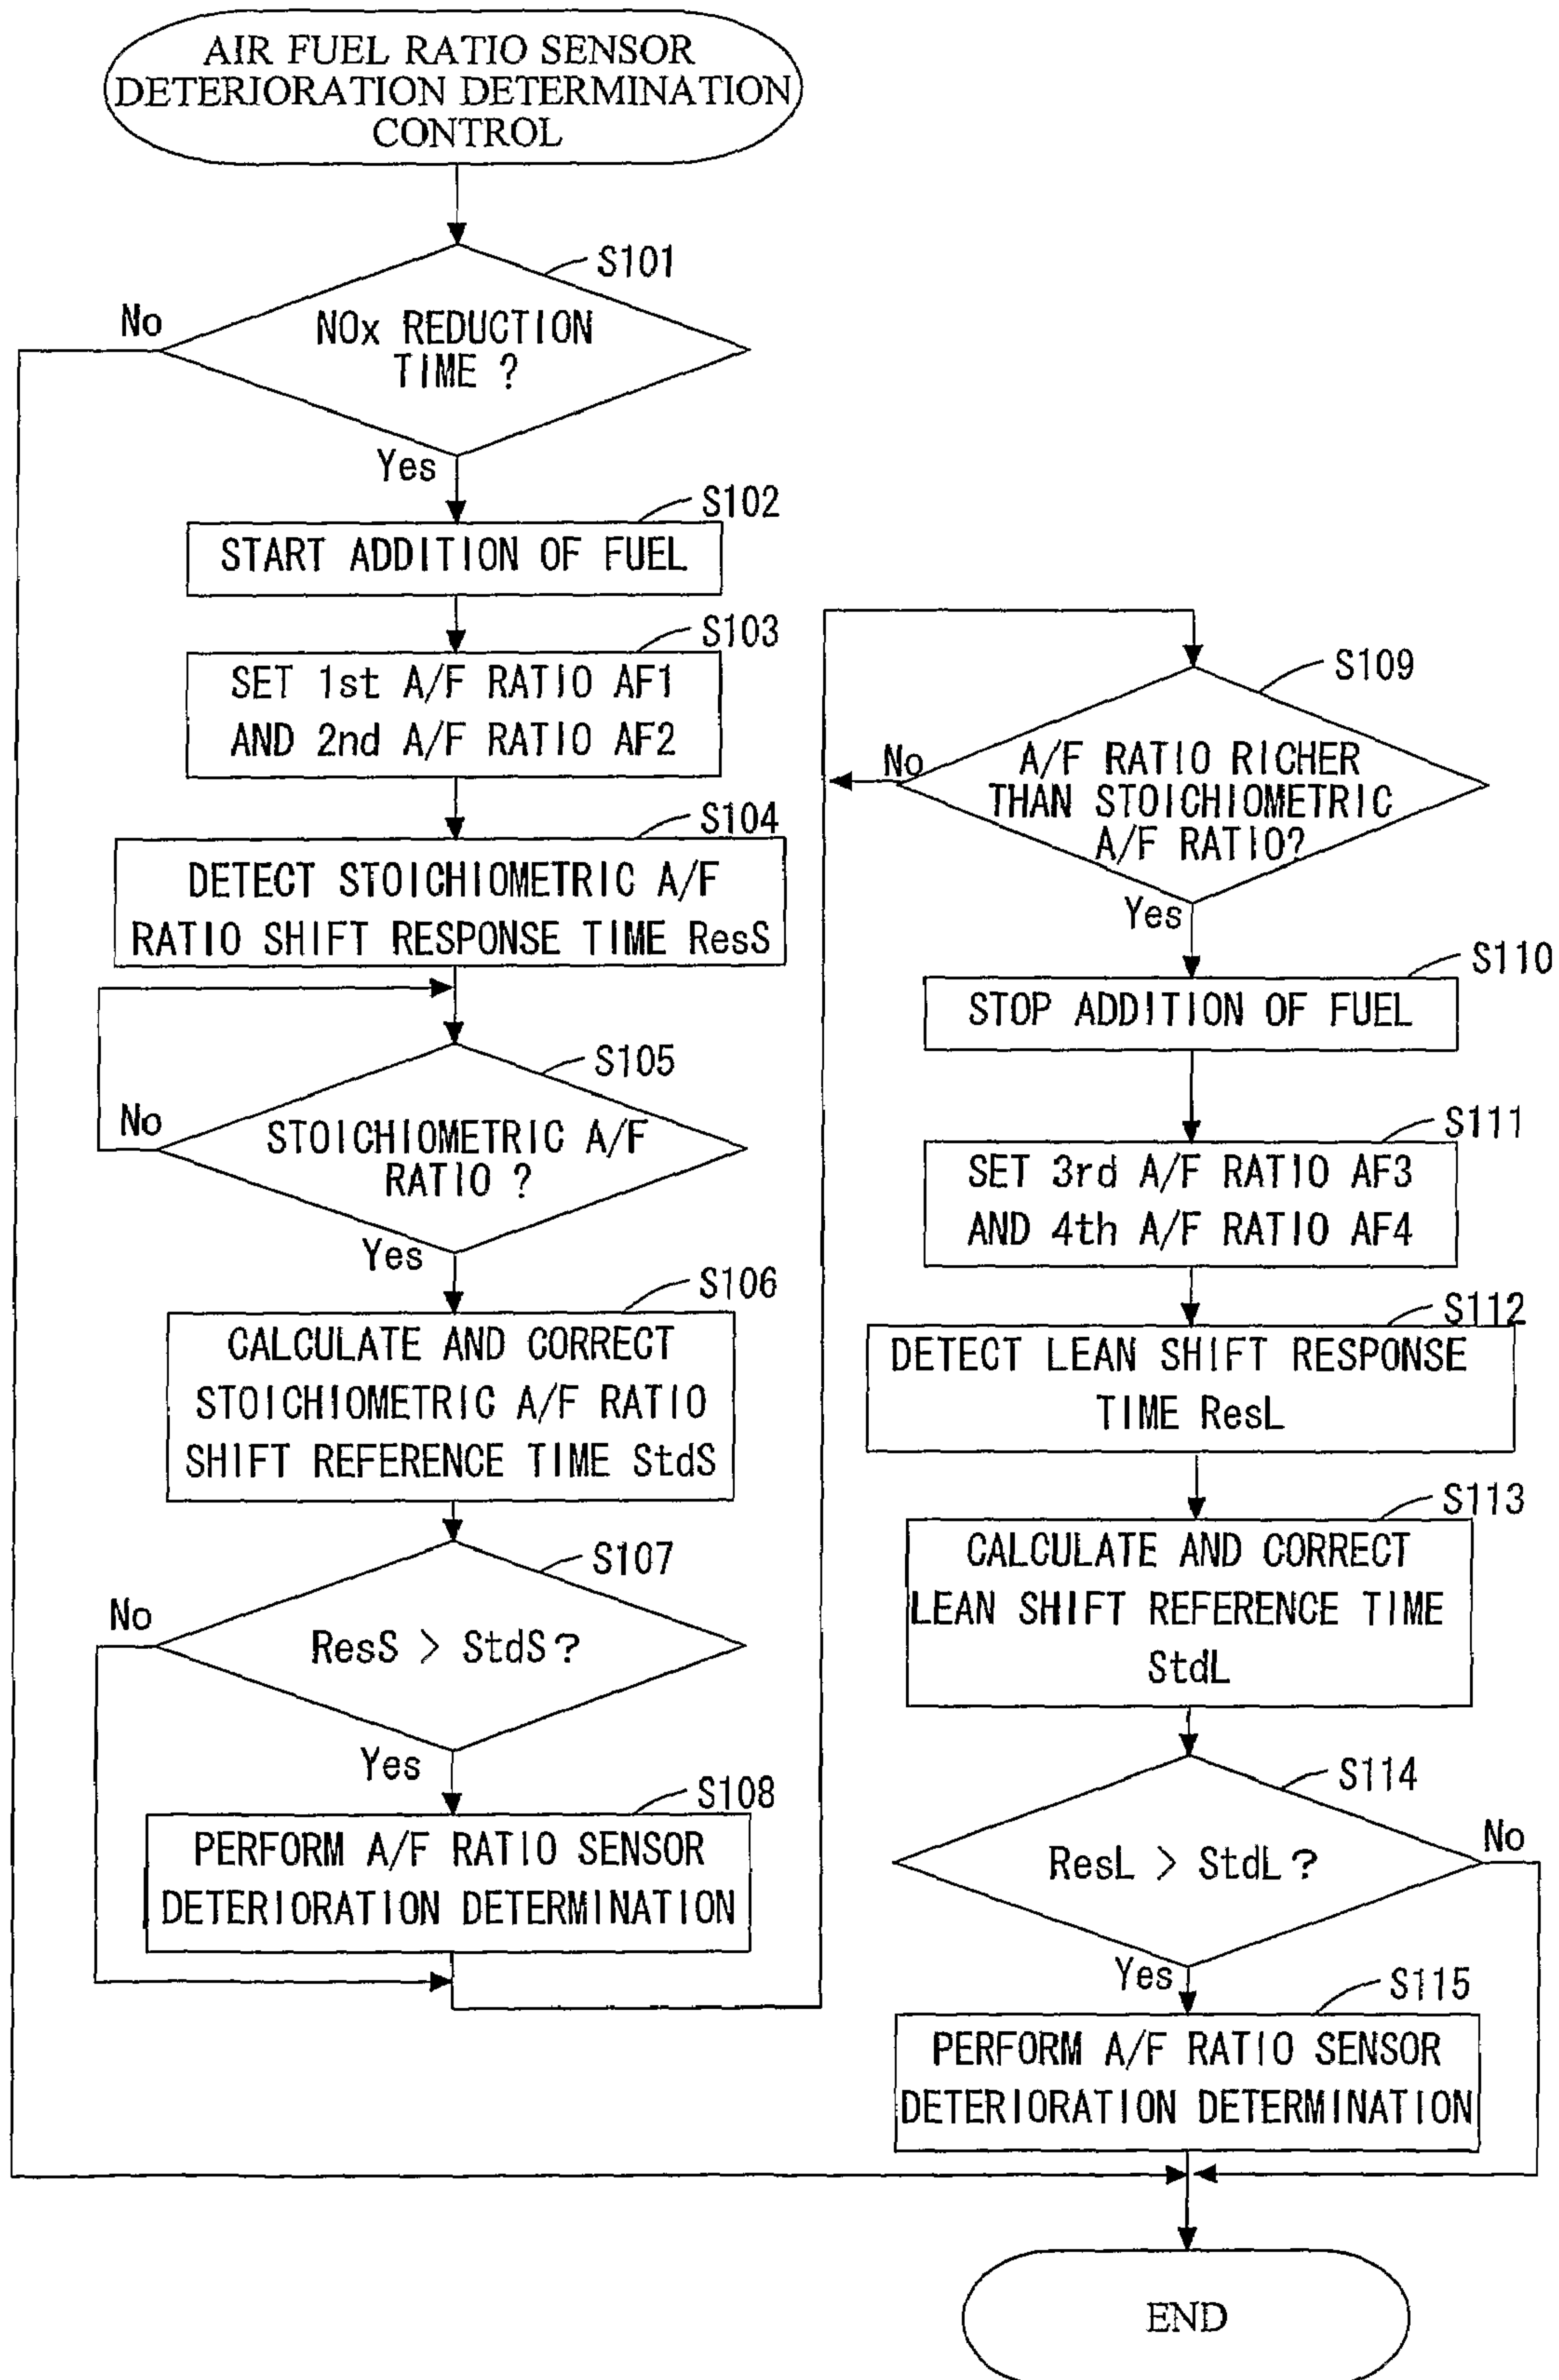 AIR FUEL RATIO SENSOR
DETERIORATION DETERMINATION
CONTROL
S101
No
NOx REDUCTION
TIME ?
Yes
S102
START ADDITION OF FUEL
S103
SET 1st A/F RATIO AF1
AND 2nd A/F RATIO AF2
S104
DETECT STOICHIOMETRIC A/F
RATIO SHIFT RESPONSE TIME ResS
S105
No
STOICHIOMETRIC A/F
RATIO ?
Yes
S106
CALCULATE AND CORRECT
STOICHIOMETRIC A/F RATIO
SHIFT REFERENCE TIME StdS
S107
No
ResS > StdS?
Yes
S108
PERFORM A/F RATIO SENSOR
DETERIORATION DETERMINATION
S109
No
A/F RATIO RICHER
THAN STOICHIOMETRIC
A/F RATIO?
Yes
S110
STOP ADDITION OF FUEL
S111
SET 3rd A/F RATIO AF3
AND 4th A/F RATIO AF4
S112
DETECT LEAN SHIFT RESPONSE
TIME ResL
S113
CALCULATE AND CORRECT
LEAN SHIFT REFERENCE TIME
StdL
S114
No
ResL > StdL?
Yes
S115
PERFORM A/F RATIO SENSOR
DETERIORATION DETERMINATION
END